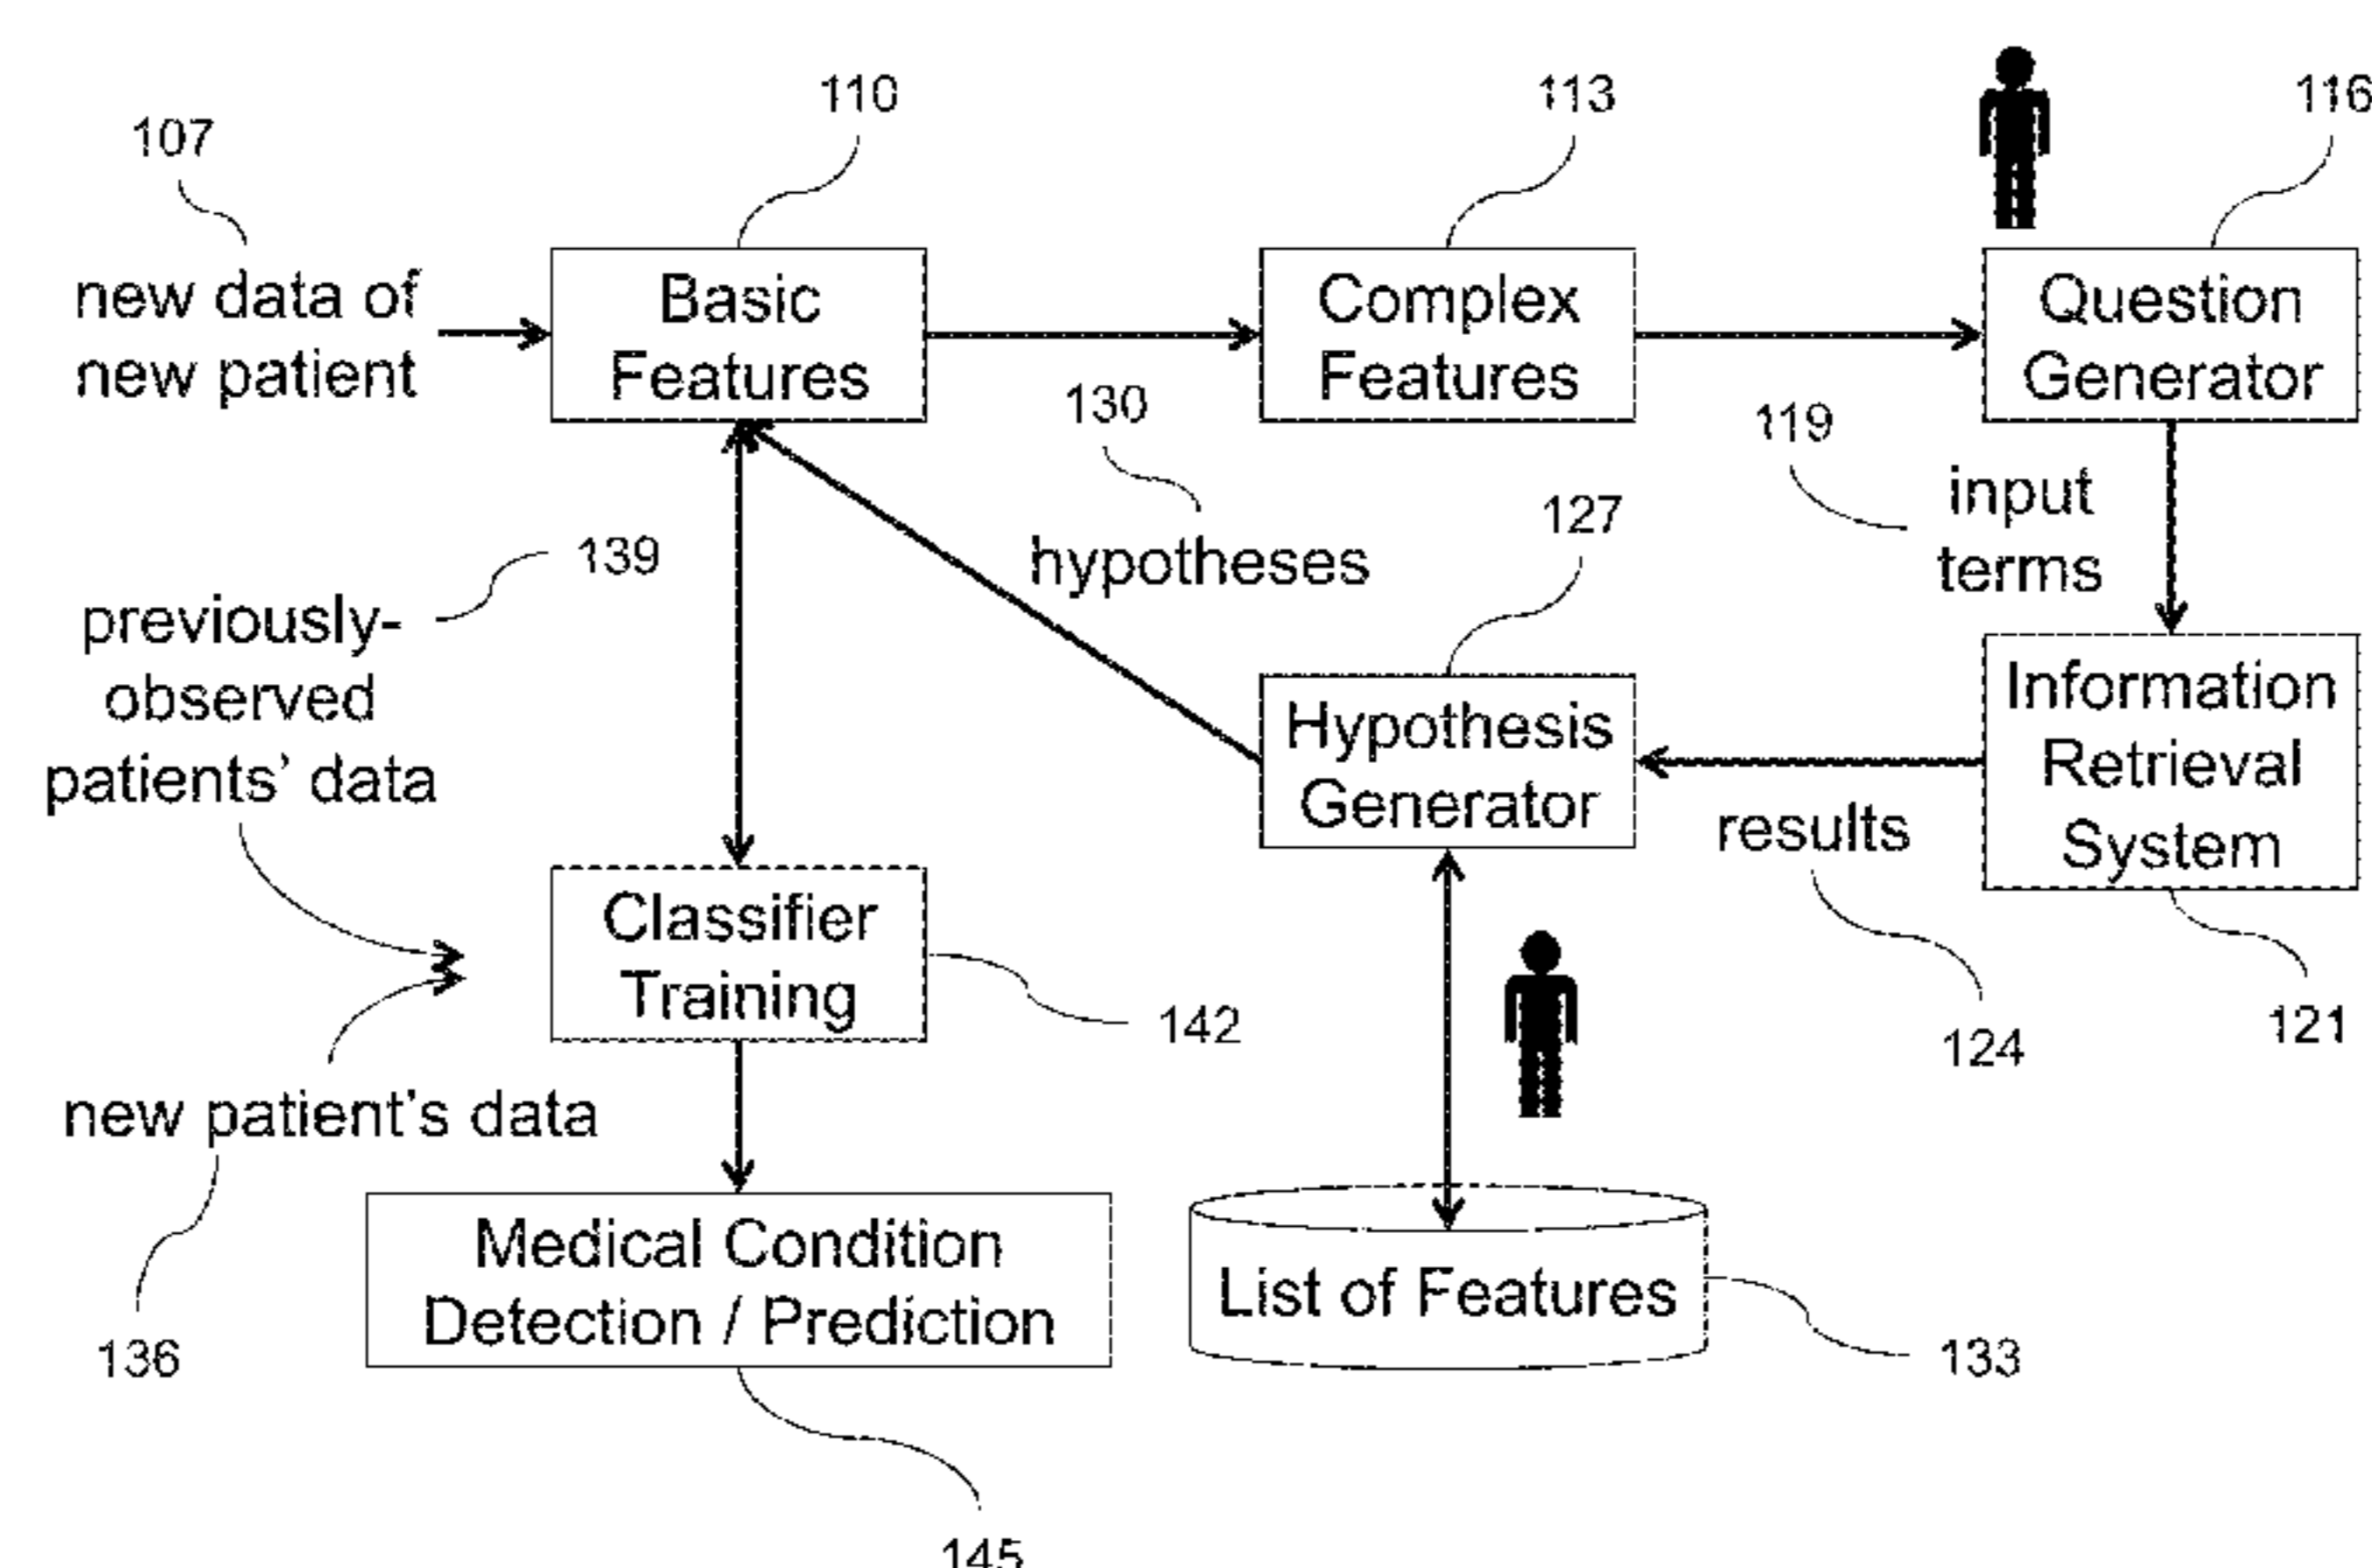 107
110
113
116
new data of
new patient
Basic
Features
Complex
Features
Question
Generator
130
119
input
terms
139
hypotheses
127
previously-
observed
patients' data
Hypothesis
Generator
Information
Retrieval
System
results
Classifier
Training
142
124
121
new patient's data
136
Medical Condition
Detection / Prediction
List of Features
133
145